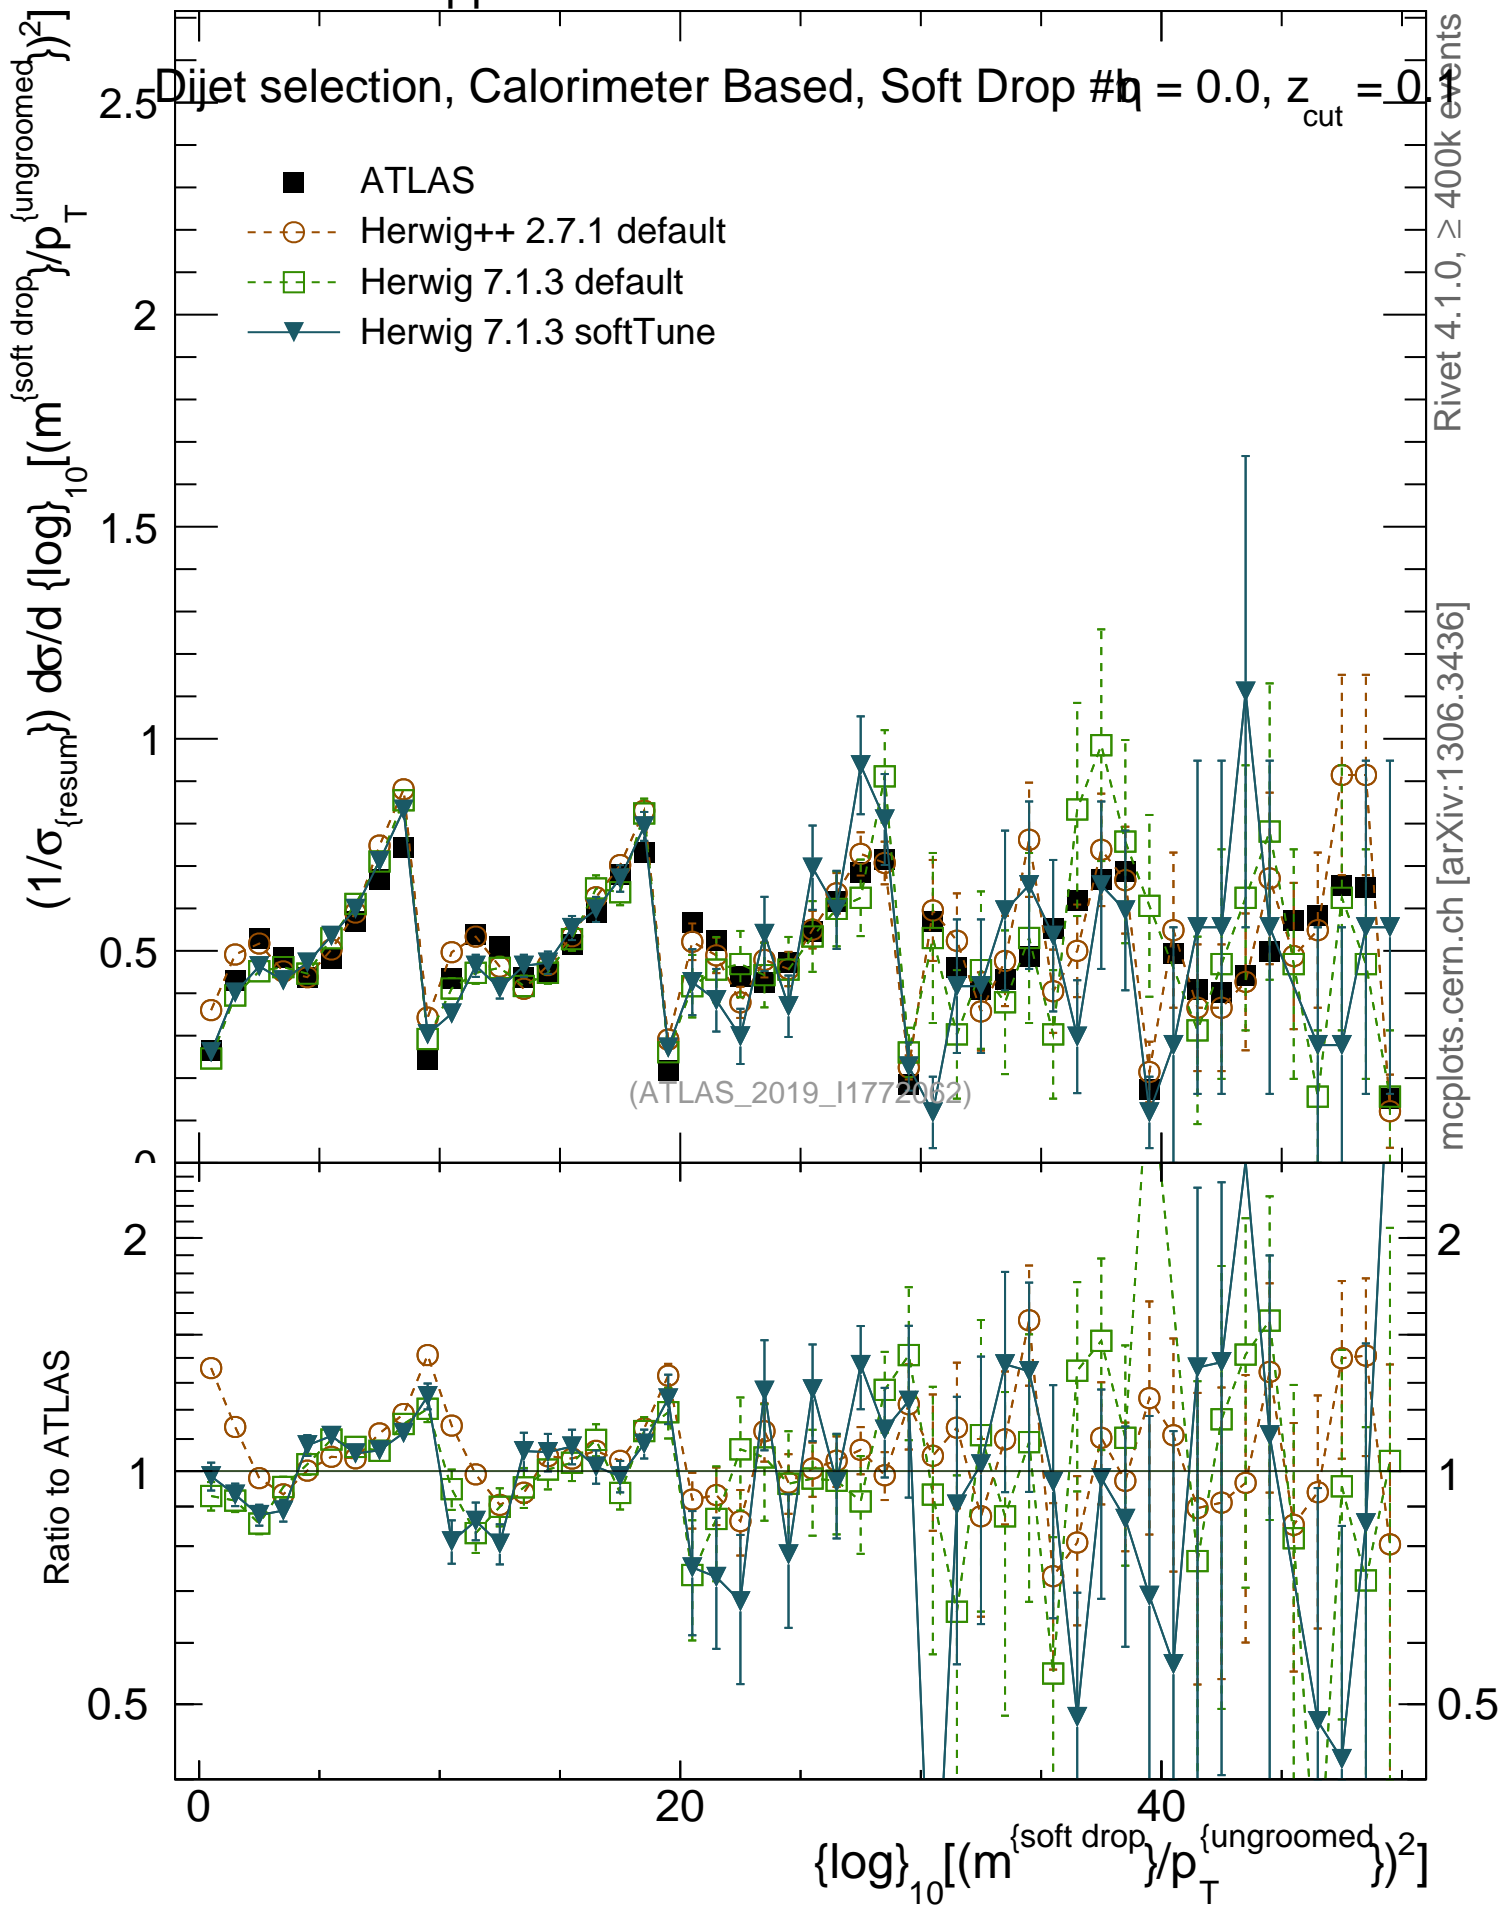 Dijet selection, Calorimeter Based, Soft Drop #b = 0.0, z_cut = 0.1
ATLAS
Herwig++ 2.7.1 default
Herwig 7.1.3 default
Herwig 7.1.3 softTune
(1/σ_{resum}) dσ/d {log}_10[(m^{soft drop}/p_T^{ungroomed})^2]
2.5
2
1.5
1
0.5
0
(ATLAS_2019_I1772062)
Rivet 4.1.0, ≥ 400k events
mcplots.cern.ch [arXiv:1306.3436]
Ratio to ATLAS
2
1
0.5
2
1
0.5
0
20
40
{log}_10[(m^{soft drop}/p_T^{ungroomed})^2]